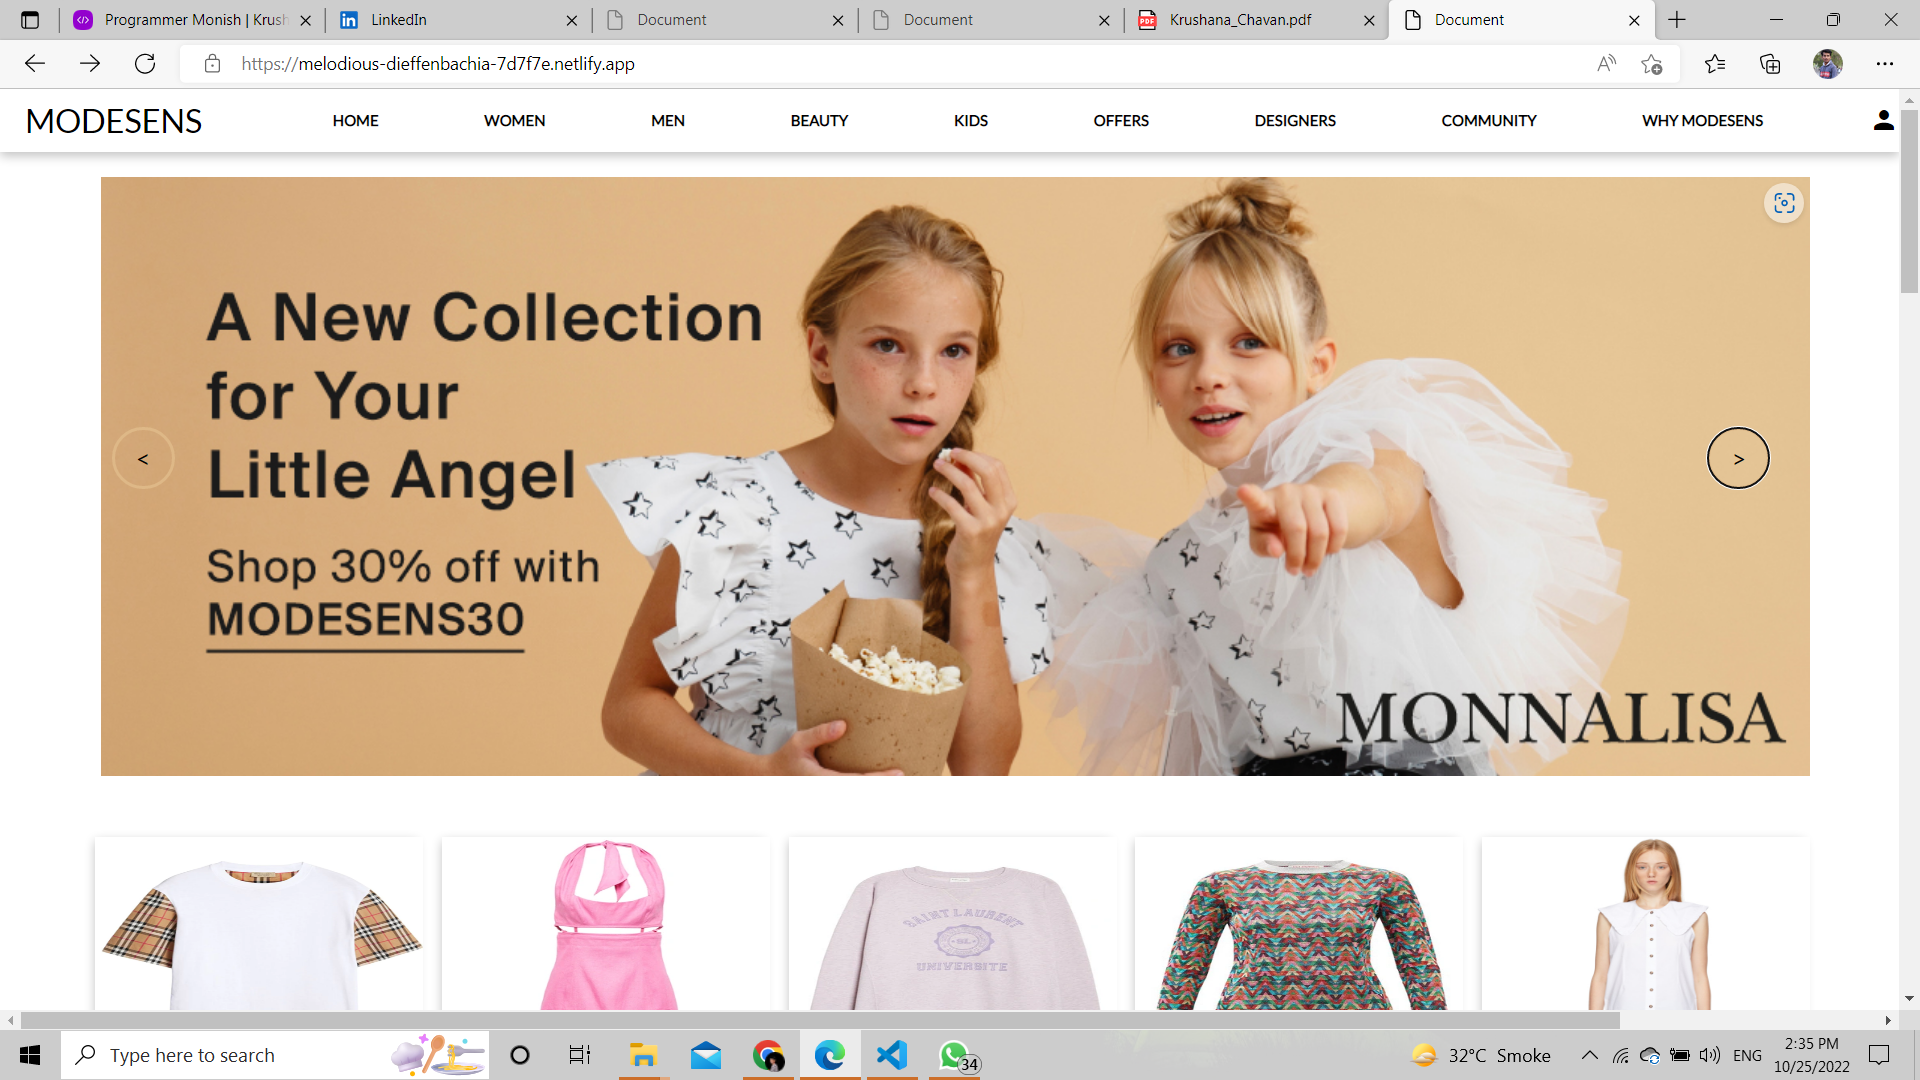 Programmer Monish | Krush
LinkedIn
Document
Document
Krushana_Chavan.pdf
Document
https://melodious-dieffenbachia-7d7f7e.netlify.app
MODESENS
HOME
WOMEN
MEN
BEAUTY
KIDS
OFFERS
DESIGNERS
COMMUNITY
WHY MODESENS
A New Collection
for Your
Little Angel
Shop 30% off with
MODESENS30
<
>
MONNALISA
SAINT LAURENT
UNIVERSITE
Type here to search
34
32°C Smoke
ENG
2:35 PM
10/25/2022